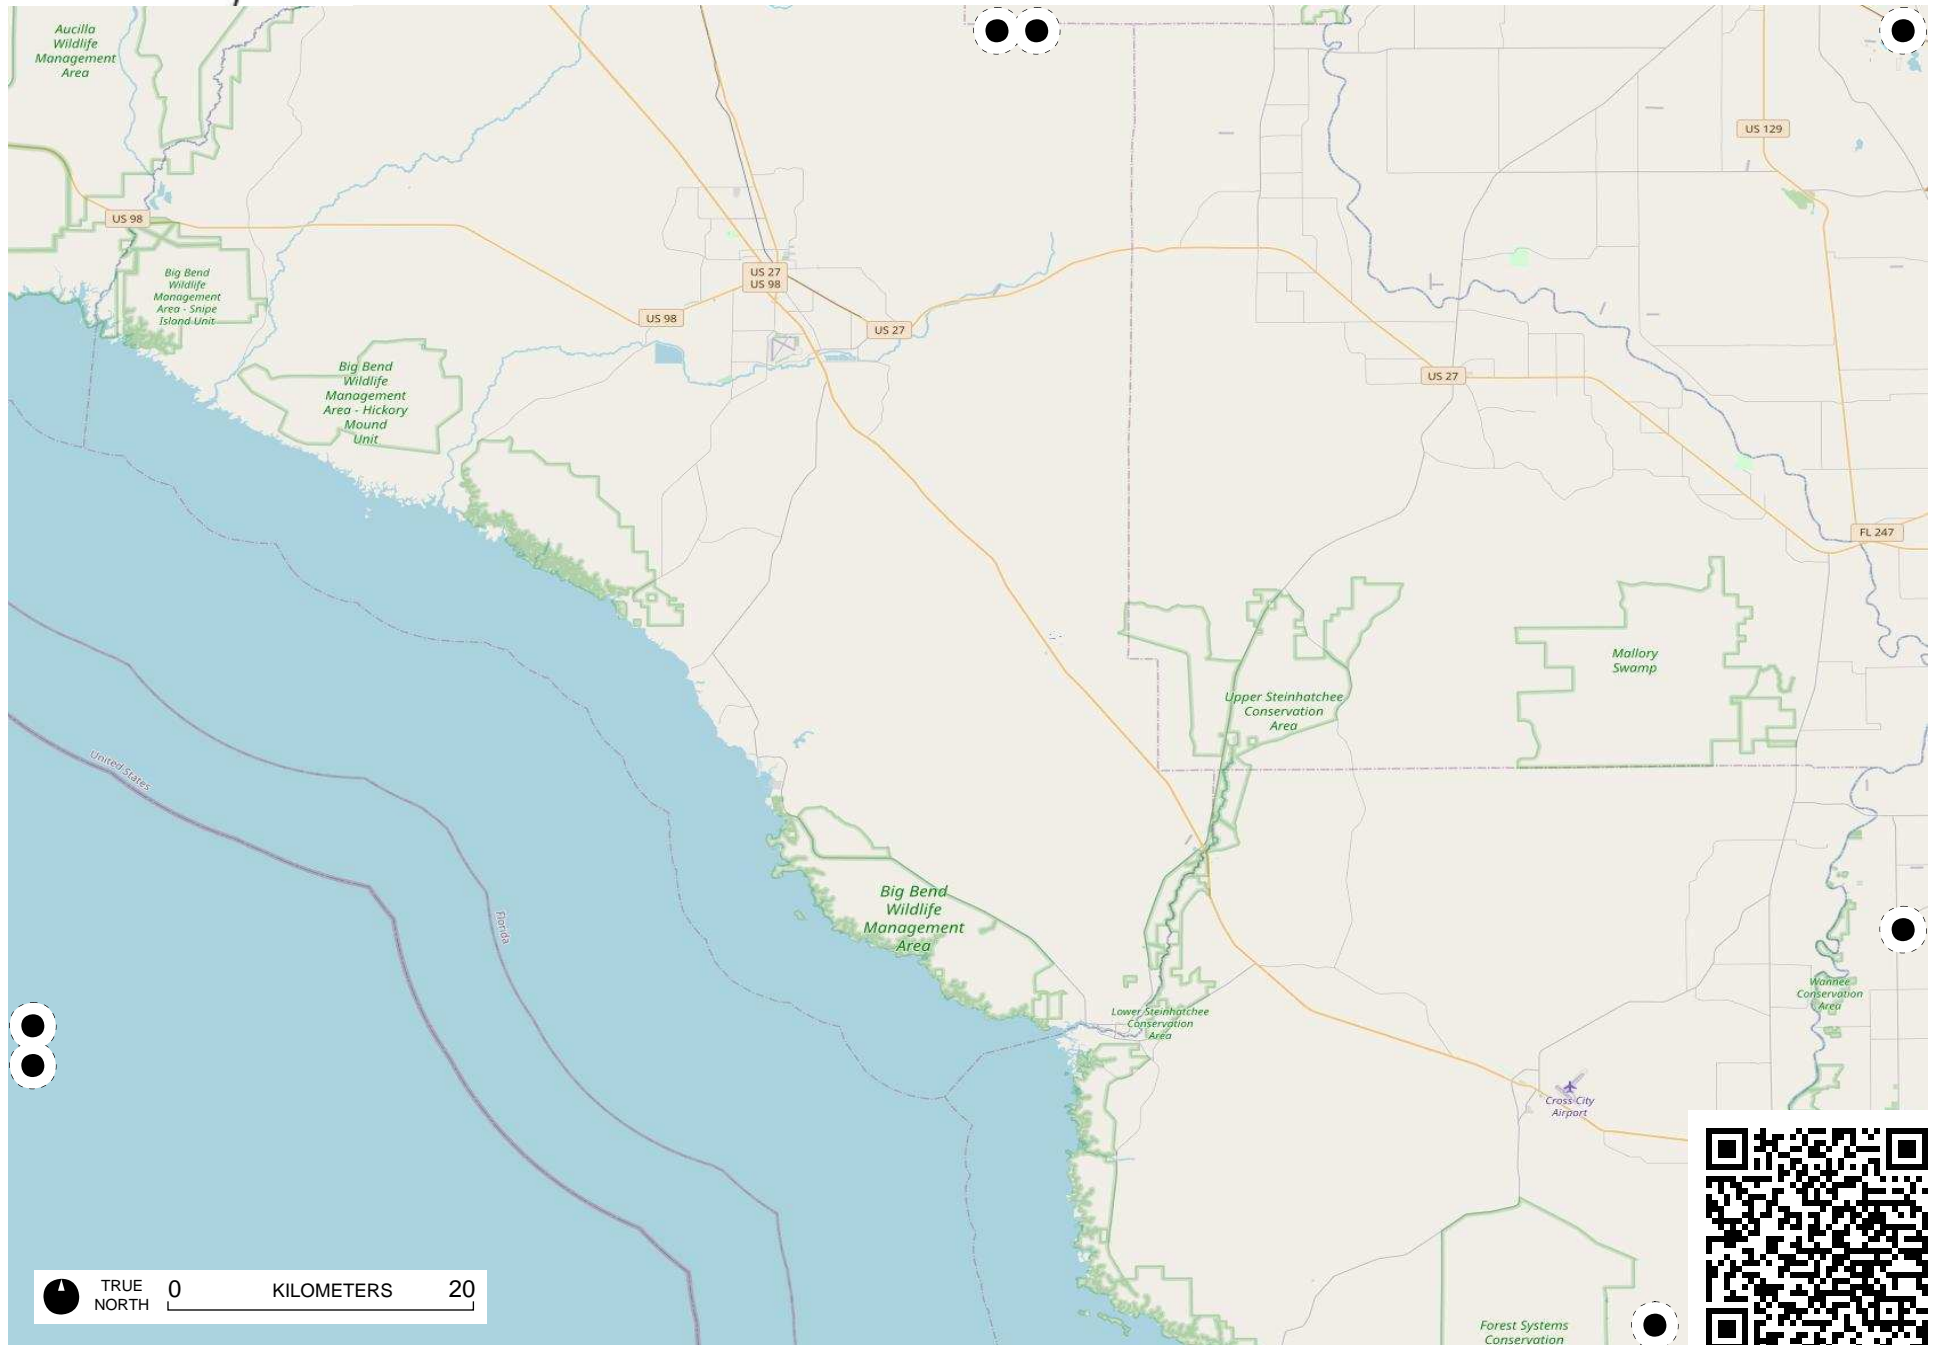 Aucilla
Wildlife
Management
Area
US 129
US 98
Big Bend
Wildlife
Management
Area - Snipe
Island Unit
US 27
US 98
US 98
US 27
Big Bend
Wildlife
Management
Area - Hickory
Mound
Unit
US 27
FL 247
Mallory
Swamp
Upper Steinhatchee
Conservation
Area
United States
Big Bend
Wildlife
Management
Area
Florida
Wannee
Conservation
Area
Lower Steinhatchee
Conservation
Area
Cross City
Airport
TRUE
NORTH
0 KILOMETERS 20
Forest Systems
Conservation